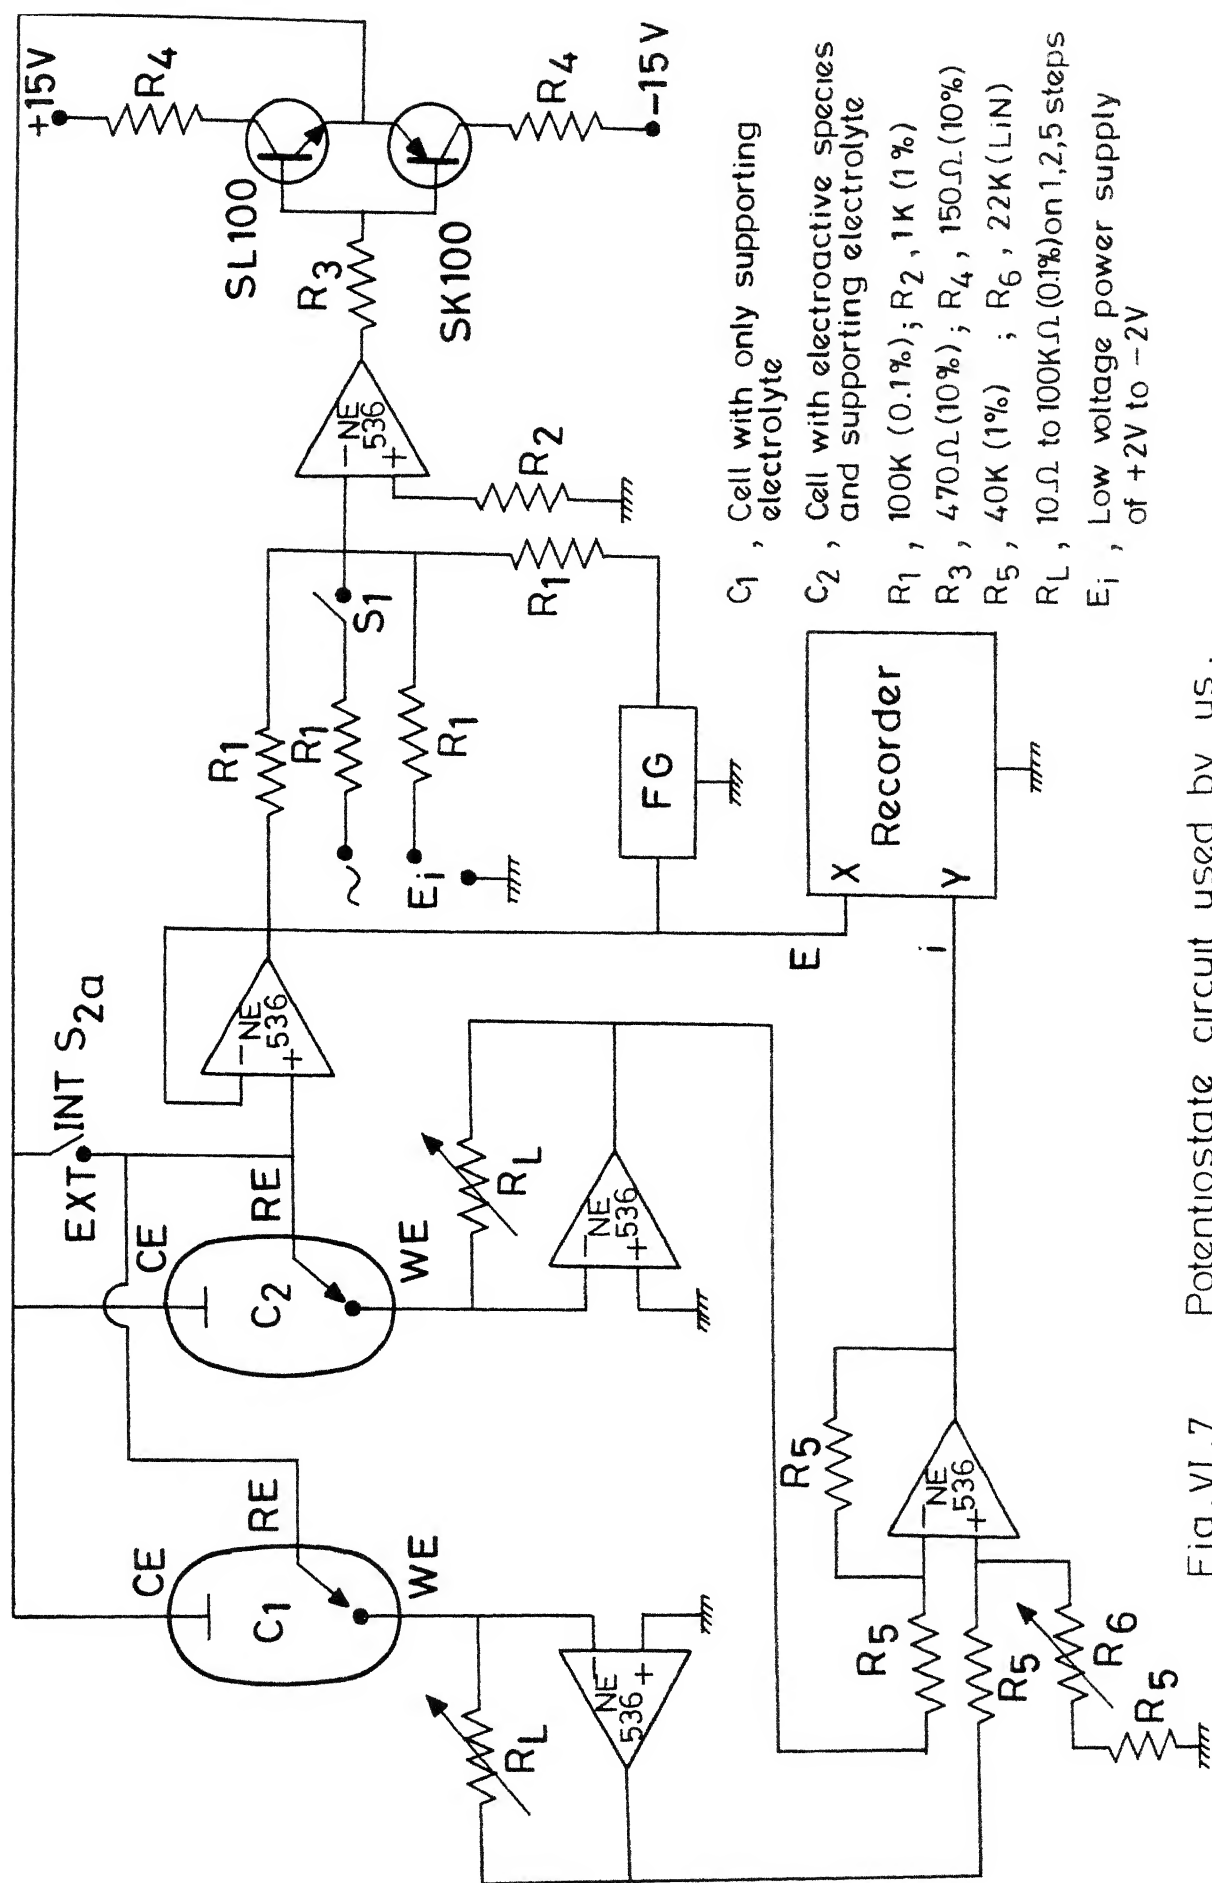 +15V
R4
SL100
R3
SK100
R4
-15V
NE
536
-
+
R2
R1
R1
R1
S1
R1
~
Ei
FG
Recorder
X
Y
E
i
INT S2a
EXT
NE
536
-
+
CE
RE
C2
WE
RL
NE
536
-
+
CE
RE
C1
WE
RL
NE
536
-
+
R5
R5
R5
R6
R5
NE
536
-
+
C1 , Cell with only supporting
electrolyte
C2 , Cell with electroactive species
and supporting electrolyte
R1 , 100K (0.1%) ; R2 , 1K (1%)
R3 , 470Ω (10%) ; R4 , 150Ω (10%)
R5 , 40K (1%) ; R6 , 22K (LiN)
RL , 10Ω to 100KΩ (0.1%) on 1,2,5 steps
Ei , Low voltage power supply
of +2V to -2V
Fig.VI.7 Potentiostate circuit used by us.